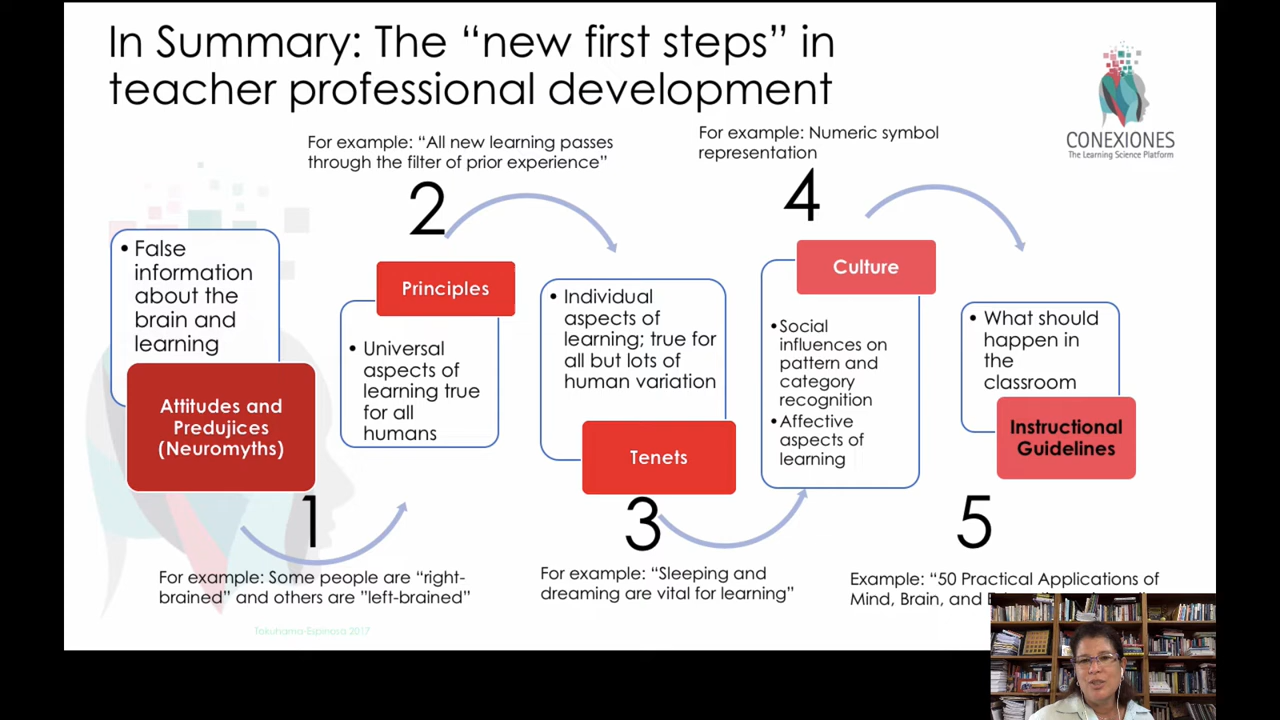 In Summary: The “new first steps” in
teacher professional development
CONEXIONES
The Learning Science Platform
For example: “All new learning passes
through the filter of prior experience”
For example: Numeric symbol
representation
2
4
• False
information
about the
brain and
learning
Attitudes and
Predujices
(Neuromyths)
1
For example: Some people are “right-
brained” and others are ”left-brained”
Principles
• Universal
aspects of
learning true
for all
humans
• Individual
aspects of
learning; true for
all but lots of
human variation
Tenets
3
For example: “Sleeping and
dreaming are vital for learning”
Culture
• Social
influences on
pattern and
category
recognition
• Affective
aspects of
learning
• What should
happen in
the
classroom
Instructional
Guidelines
5
Example: “50 Practical Applications of
Mind, Brain, and
Tokuhama-Espinosa 2017